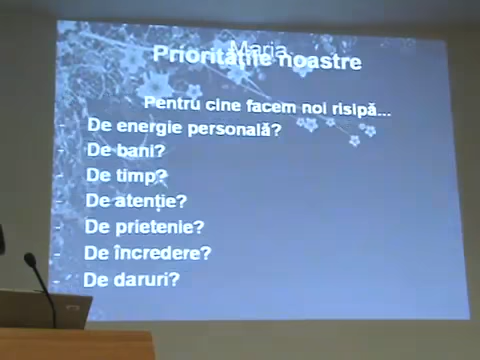 Maria
Prioritățile noastre
Pentru cine facem noi risipă...
- De energie personală?
- De bani?
- De timp?
- De atenție?
- De prietenie?
- De încredere?
- De daruri?